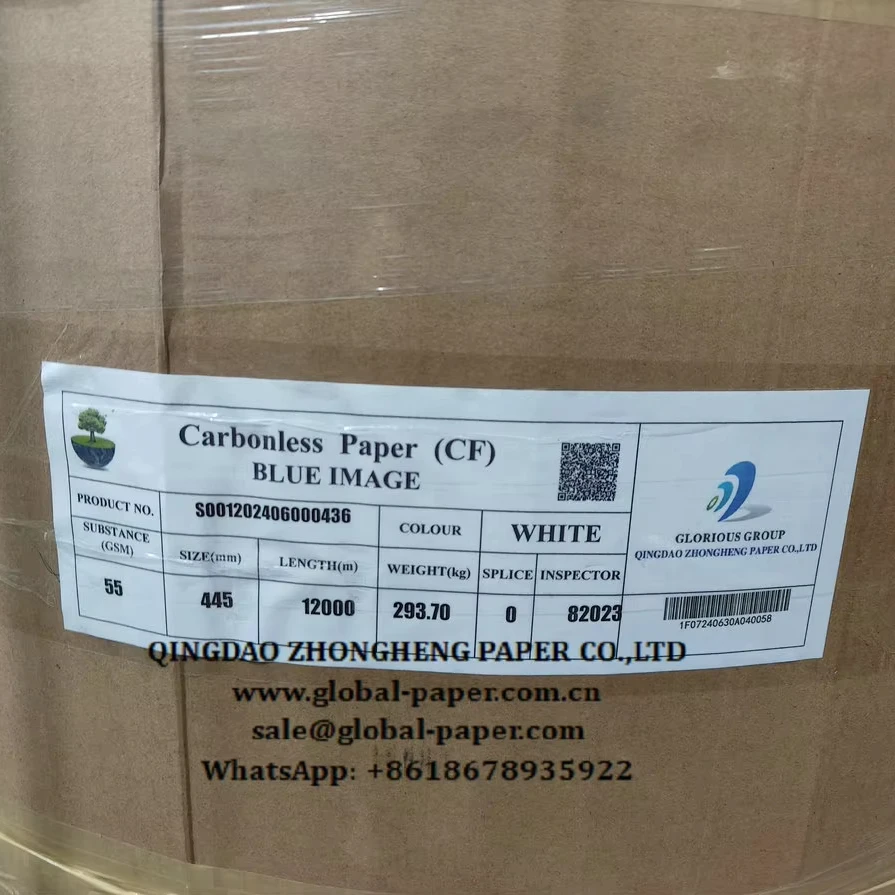 Carbonless Paper (CF)
BLUE IMAGE
PRODUCT NO.
S001202406000436
COLOUR
WHITE
SUBSTANCE
(GSM)
SIZE(mm)
LENGTH(m)
WEIGHT(kg)
SPLICE
INSPECTOR
55
445
12000
293.70
0
82023
GLORIOUS GROUP
QINGDAO ZHONGHENG PAPER CO.,LTD
1F07240630A040058
QINGDAO ZHONGHENG PAPER CO.,LTD
www.global-paper.com.cn
sale@global-paper.com
WhatsApp: +8618678935922